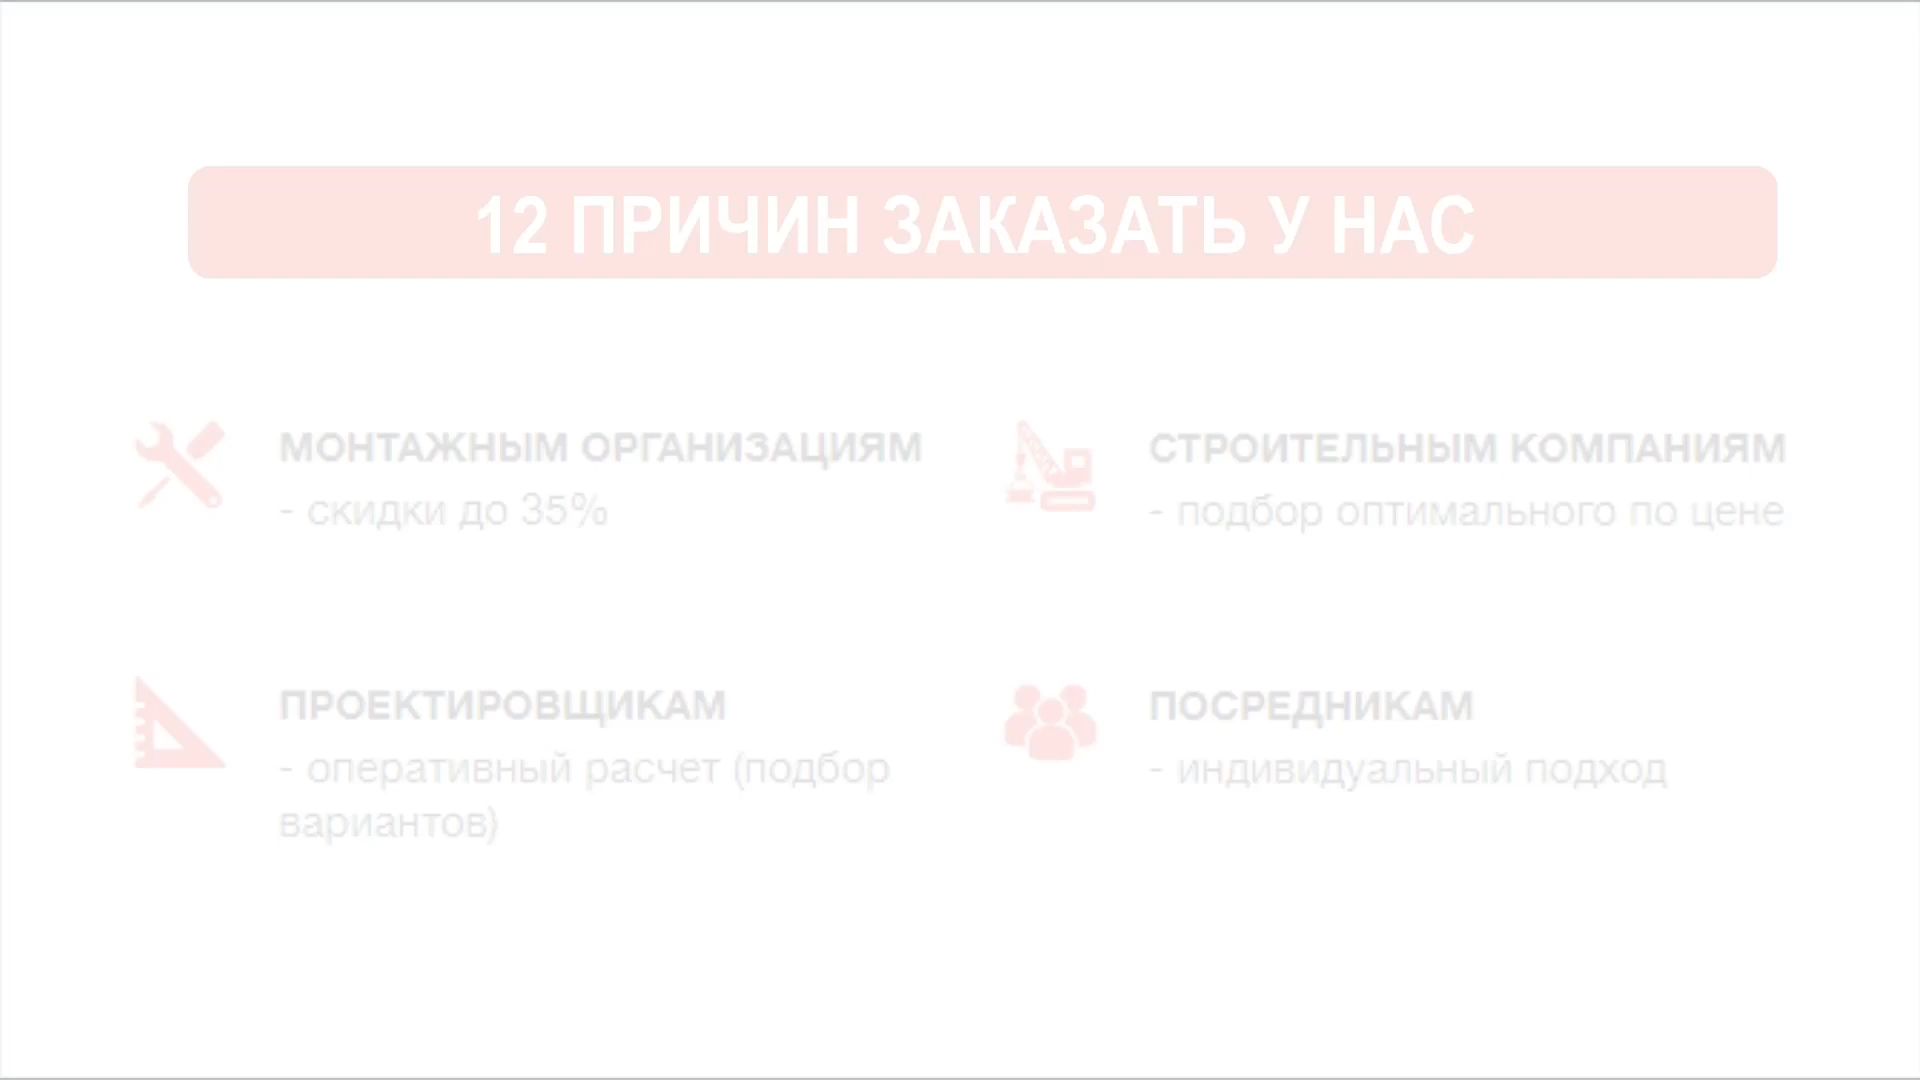 12 ПРИЧИН ЗАКАЗАТЬ У НАС
МОНТАЖНЫМ ОРГАНИЗАЦИЯМ
- скидки до 35%
СТРОИТЕЛЬНЫМ КОМПАНИЯМ
- подбор оптимального по цене
ПРОЕКТИРОВЩИКАМ
- оперативный расчет (подбор
вариантов)
ПОСРЕДНИКАМ
- индивидуальный подход